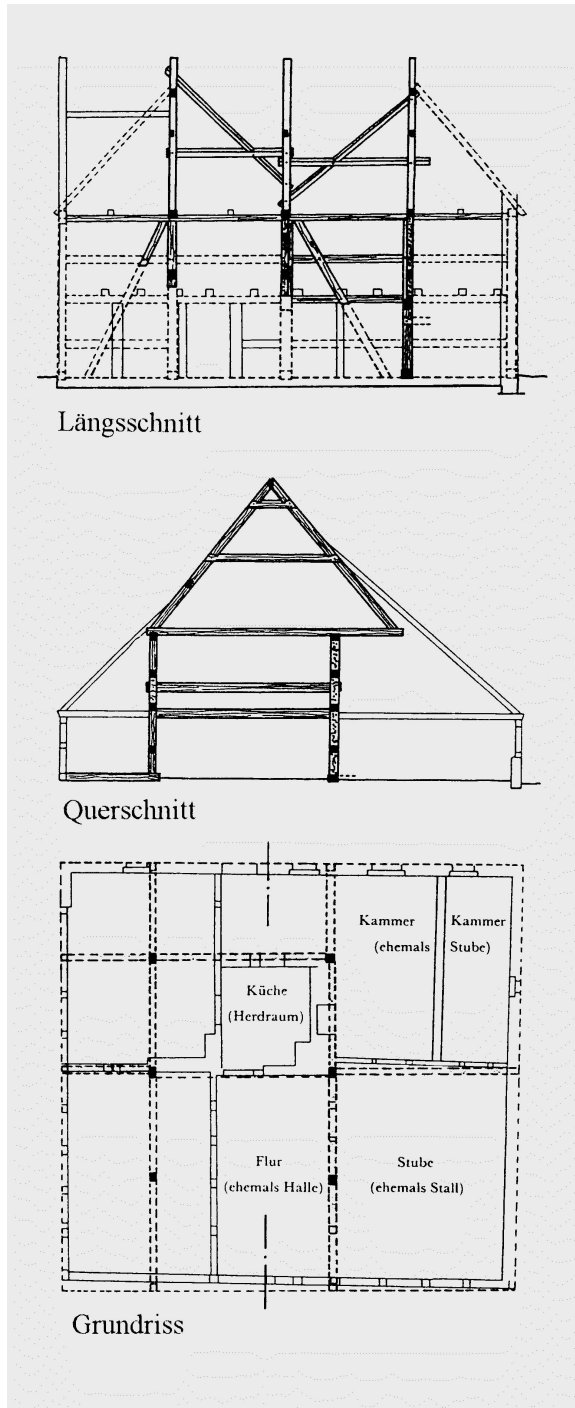 Längsschnitt
Querschnitt
Kammer Kammer
(ehemals Stube)
Küche
(Herdraum)
Flur Stube
(ehemals Halle) (ehemals Stall)
Grundriss